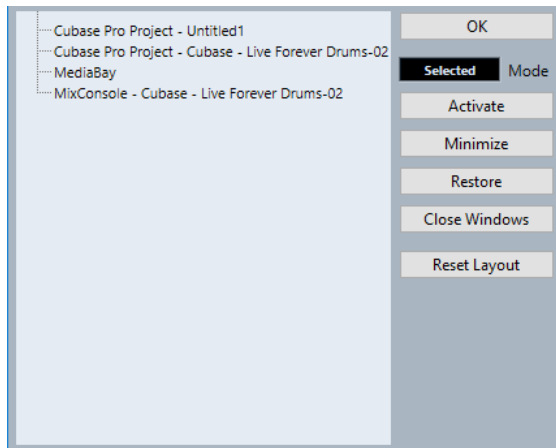 Cubase Pro Project - Untitled1
Cubase Pro Project - Cubase - Live Forever Drums-02
MediaBay
MixConsole - Cubase - Live Forever Drums-02
OK
Selected Mode
Activate
Minimize
Restore
Close Windows
Reset Layout